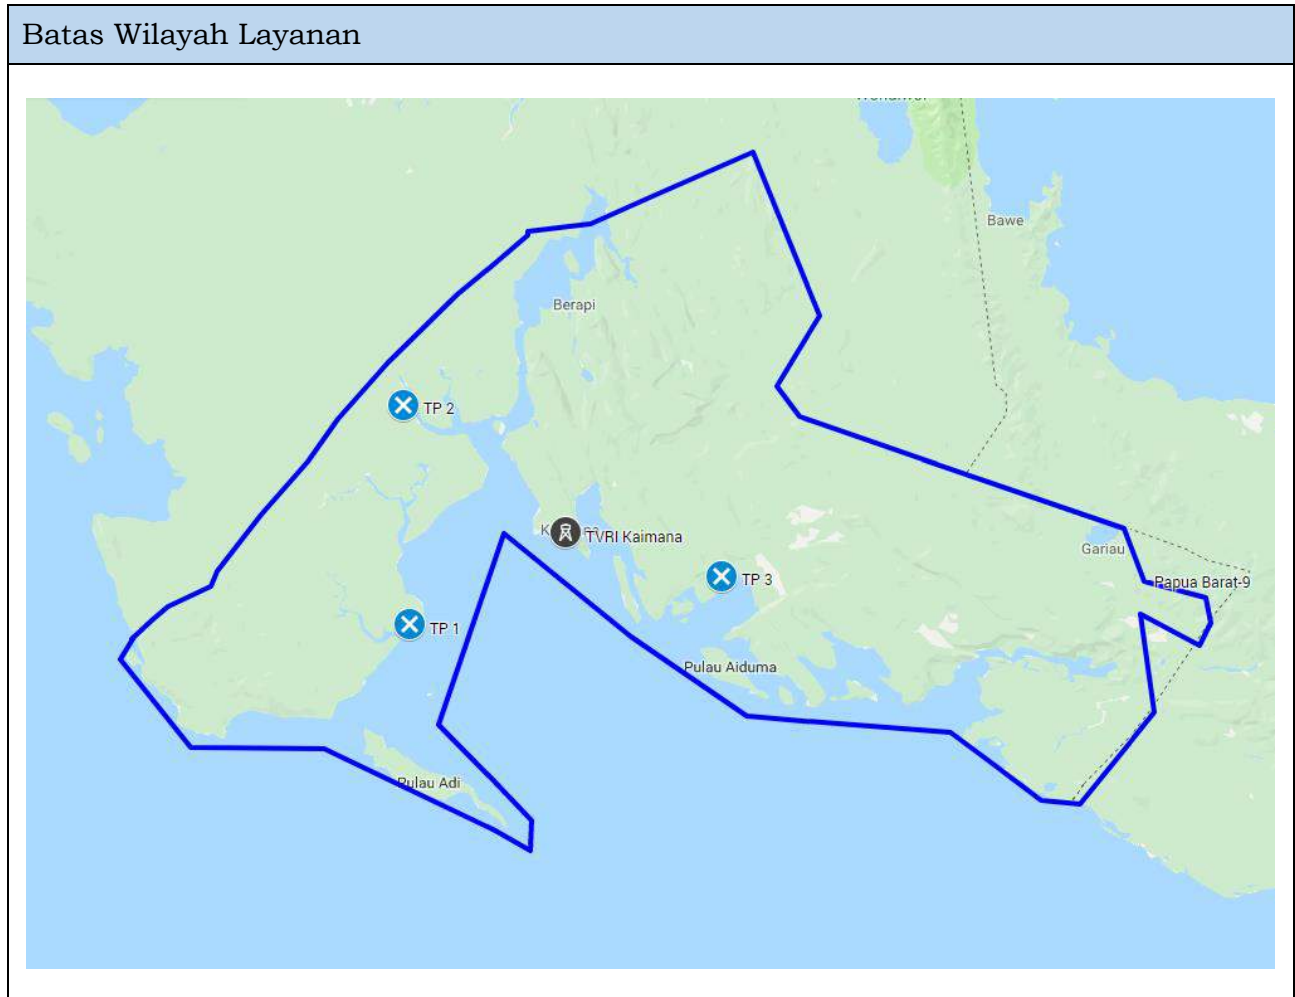 Batas Wilayah Layanan
Bawe
Berapi
TP 2
TVRI Kaimana
Gariau
TP 3
Papua Barat-9
TP 1
Pulau Aiduma
Pulau Adi